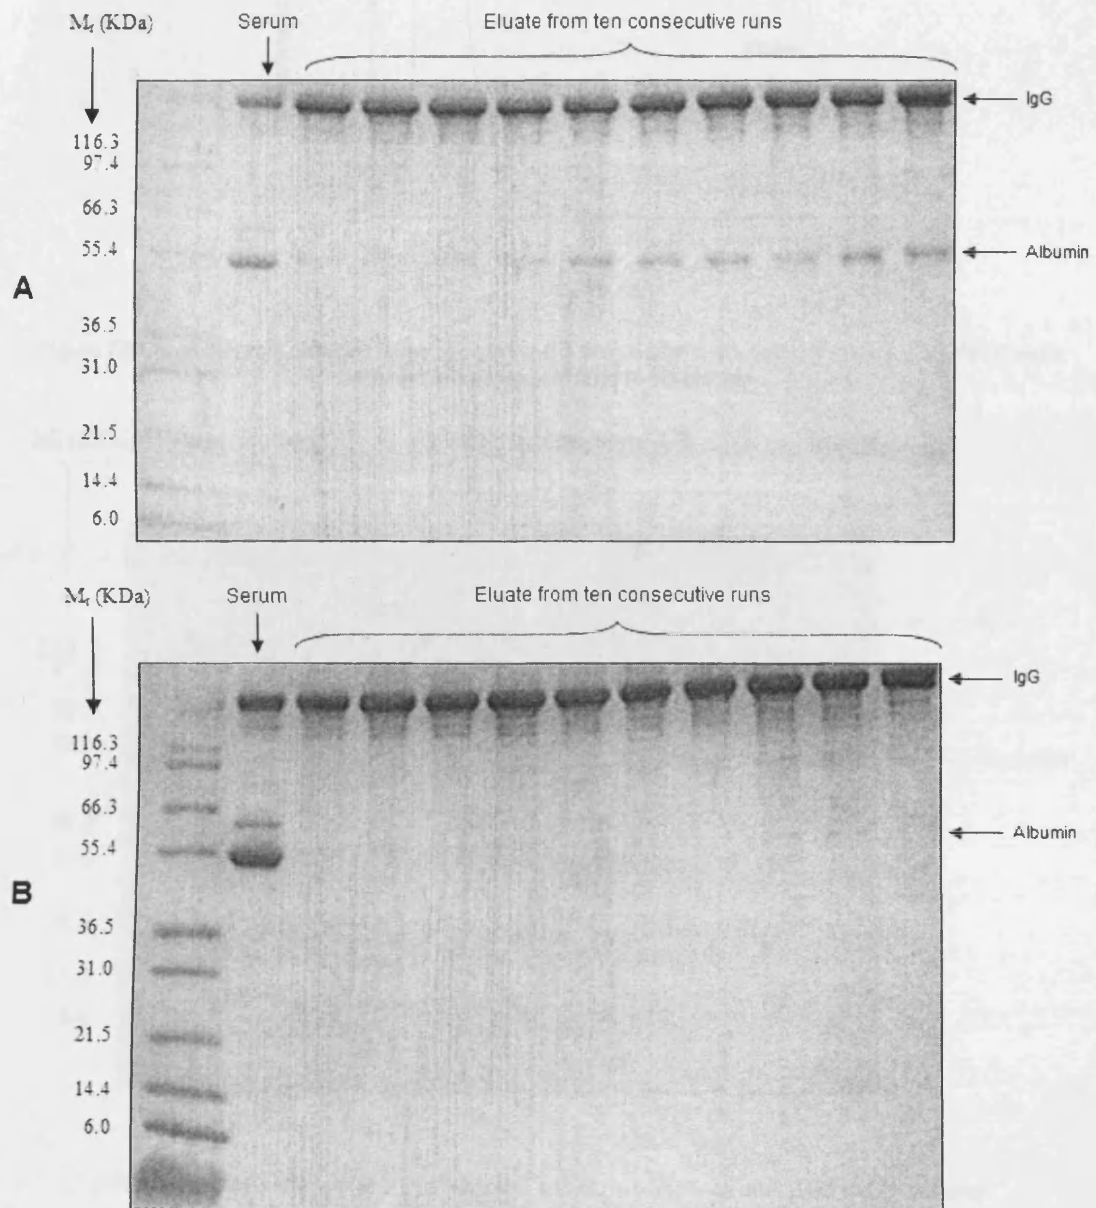 Mr (KDa) Serum Eluate from ten consecutive runs
IgG
116.3
97.4
66.3
55.4
Albumin
A
36.5
31.0
21.5
14.4
6.0
Mr (KDa) Serum Eluate from ten consecutive runs
IgG
116.3
97.4
66.3
Albumin
55.4
B
36.5
31.0
21.5
14.4
6.0